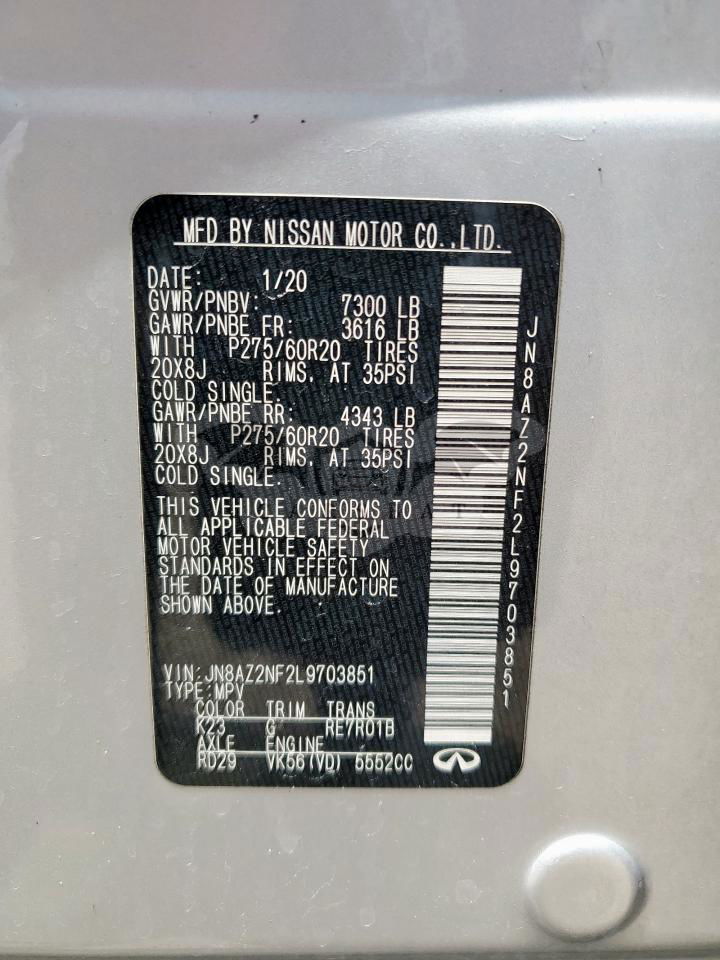 MFD BY NISSAN MOTOR CO.,LTD.
DATE: 1/20
GVWR/PNBV: 7300 LB
GAWR/PNBE FR: 3616 LB
WITH P275/60R20 TIRES
20X8J RIMS, AT 35PSI
COLD SINGLE.
GAWR/PNBE RR: 4343 LB
WITH P275/60R20 TIRES
20X8J RIMS, AT 35PSI
COLD SINGLE.
THIS VEHICLE CONFORMS TO
ALL APPLICABLE FEDERAL
MOTOR VEHICLE SAFETY
STANDARDS IN EFFECT ON
THE DATE OF MANUFACTURE
SHOWN ABOVE.
VIN:JN8AZ2NF2L9703851
TYPE:MPV
COLOR TRIM TRANS
K23 G RE7R01B
AXLE ENGINE
RD29 VK56(VD) 5552CC
JN8AZ2NF2L9703851